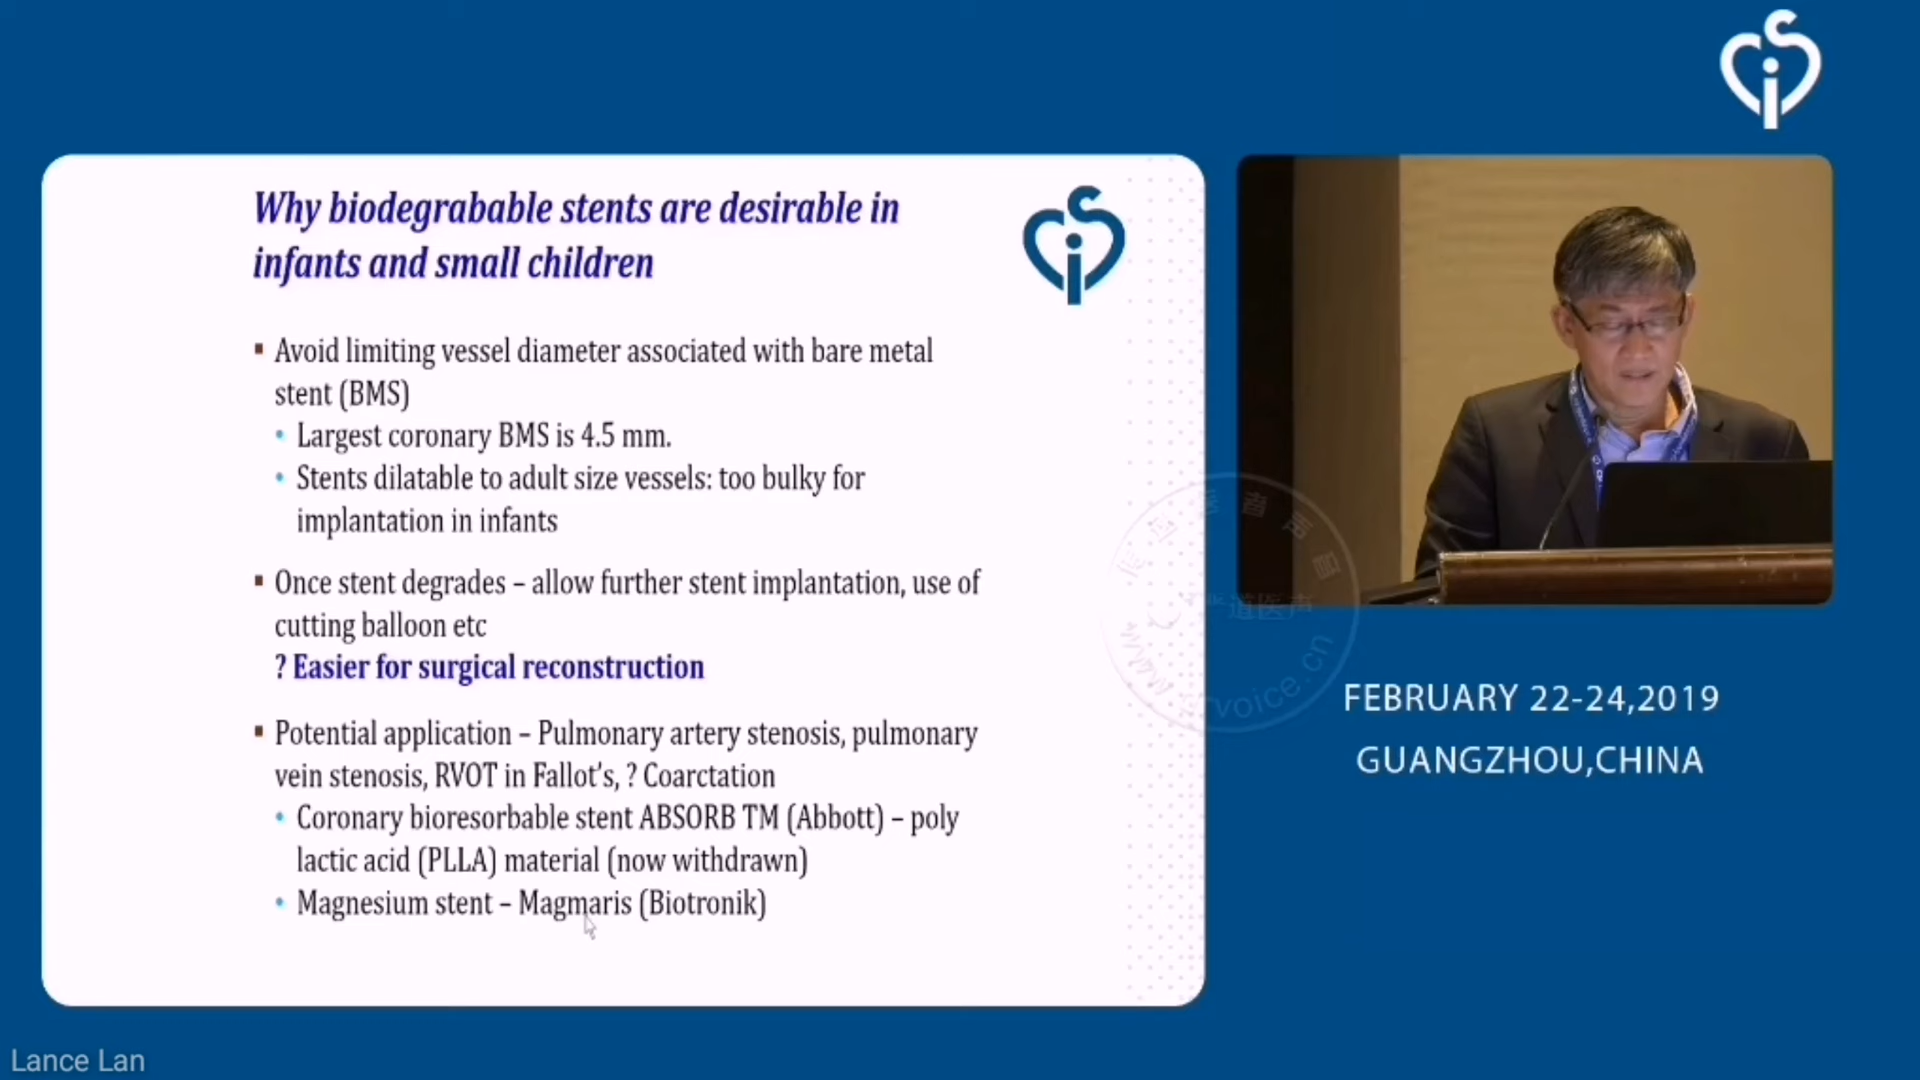 Why biodegrabable stents are desirable in
infants and small children
▪ Avoid limiting vessel diameter associated with bare metal
stent (BMS)
• Largest coronary BMS is 4.5 mm.
• Stents dilatable to adult size vessels: too bulky for
implantation in infants
▪ Once stent degrades – allow further stent implantation, use of
cutting balloon etc
? Easier for surgical reconstruction
▪ Potential application – Pulmonary artery stenosis, pulmonary
vein stenosis, RVOT in Fallot's, ? Coarctation
• Coronary bioresorbable stent ABSORB TM (Abbott) – poly
lactic acid (PLLA) material (now withdrawn)
• Magnesium stent – Magmaris (Biotronik)
道医声
FEBRUARY 22-24,2019
GUANGZHOU,CHINA
Lance Lan